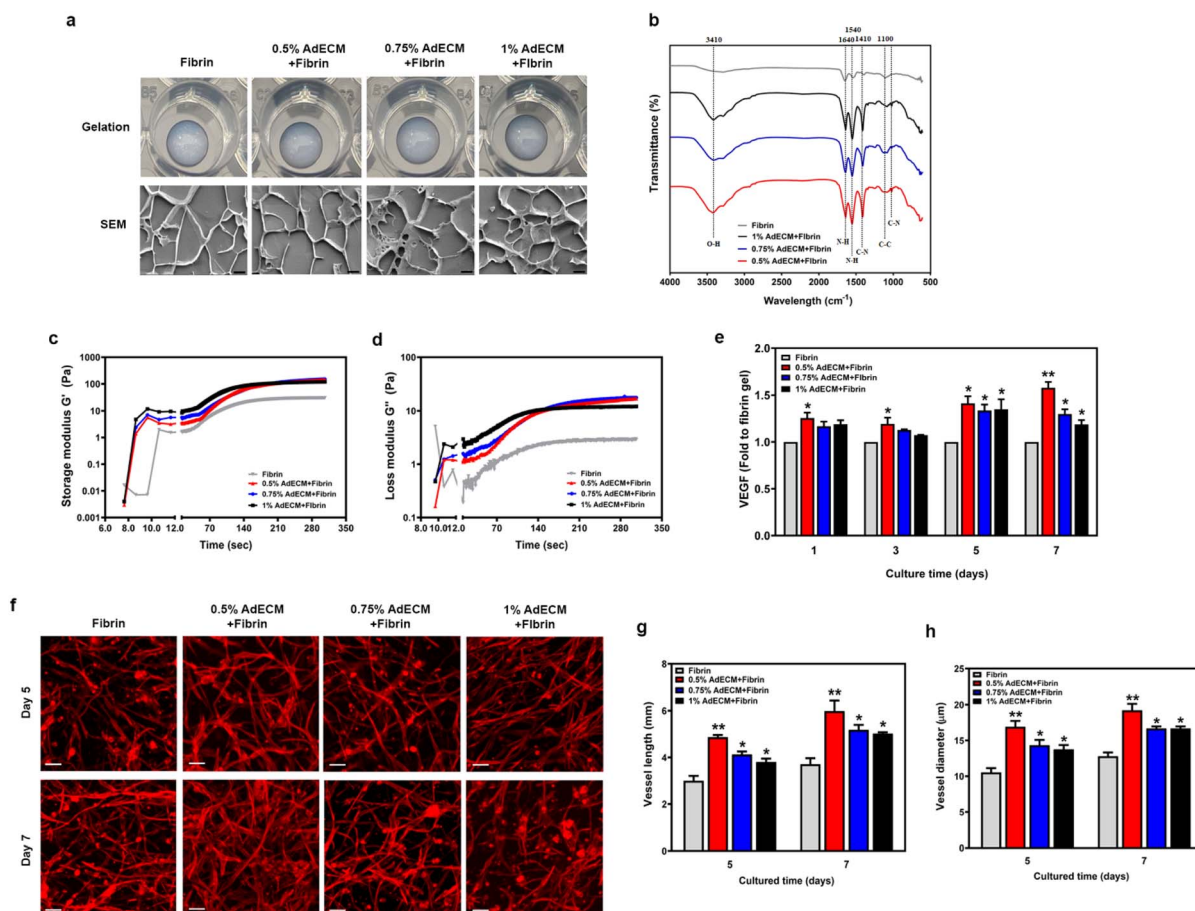 a
Fibrin
0.5% AdECM
+Fibrin
0.75% AdECM
+Fibrin
1% AdECM
+FIbrin
Gelation
SEM
b
3410
1640
1540
1410
1100
Transmittance (%)
O-H
N-H
N-H
C-N
C-C
C-N
Fibrin
1% AdECM+FIbrin
0.75% AdECM+FIbrin
0.5% AdECM+FIbrin
4000 3500 3000 2500 2000 1500 1000 500
Wavelength (cm-1)
c
Storage modulus G' (Pa)
1000
100
10
1
0.1
0.01
0.001
Fibrin
0.5% AdECM+Fibrin
0.75% AdECM+Fibrin
1% AdECM+FIbrin
6.0 8.0 10.0 12.0 70 140 210 280 350
Time (sec)
d
Loss modulus G'' (Pa)
100
10
1
0.1
Fibrin
0.5% AdECM+Fibrin
0.75% AdECM+Fibrin
1% AdECM+FIbrin
8.0 10.0 12.0 70 140 210 280 350
Time (sec)
e
VEGF (Fold to fibrin gel)
2.0
1.5
1.0
0.5
0.0
Fibrin
0.5% AdECM+Fibrin
0.75% AdECM+Fibrin
1% AdECM+Fibrin
* * * * * ** * *
1 3 5 7
Culture time (days)
f
Fibrin
0.5% AdECM
+Fibrin
0.75% AdECM
+Fibrin
1% AdECM
+FIbrin
Day 5
Day 7
g
Vessel length (mm)
8
6
4
2
0
Fibrin
0.5% AdECM+Fibrin
0.75% AdECM+Fibrin
1% AdECM+Fibrin
** * * ** * *
5 7
Cultured time (days)
h
Vessel diameter (μm)
25
20
15
10
5
0
Fibrin
0.5% AdECM+Fibrin
0.75% AdECM+Fibrin
1% AdECM+Fibrin
** * * ** * *
5 7
Cultured time (days)